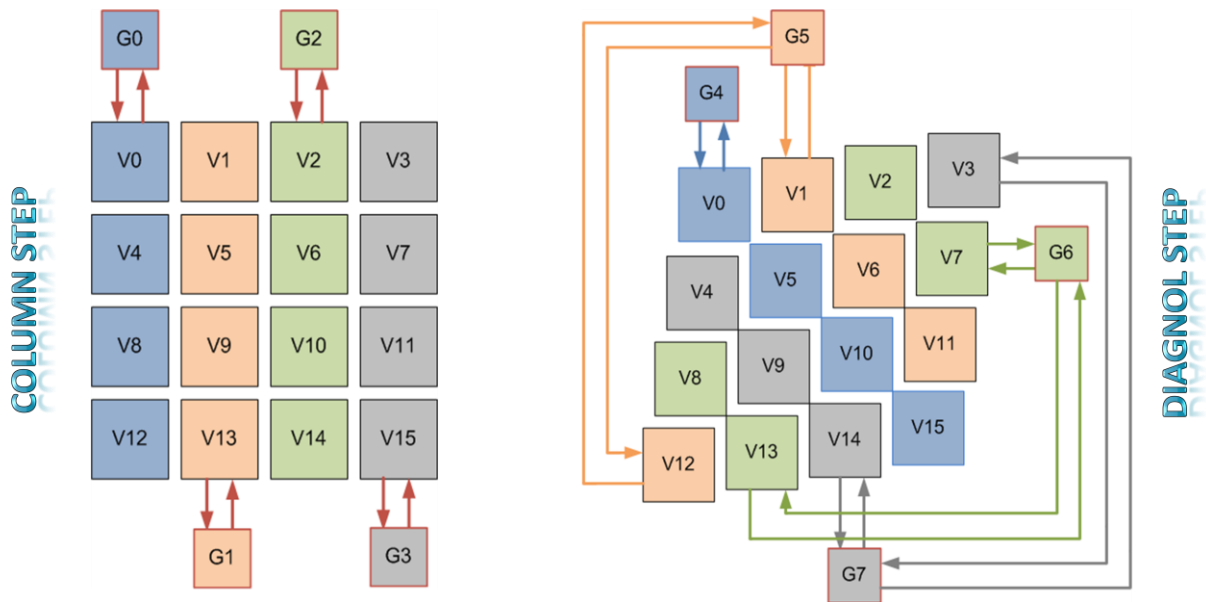 COLUMN STEP
G0
G2
V0 V1 V2 V3
V4 V5 V6 V7
V8 V9 V10 V11
V12 V13 V14 V15
G1
G3
G5
G4
V3
V2
V1
V0
G6
V7
V6
V5
V4
V11
V10
V9
V8
V15
V14
V13
V12
G7
DIAGNOL STEP